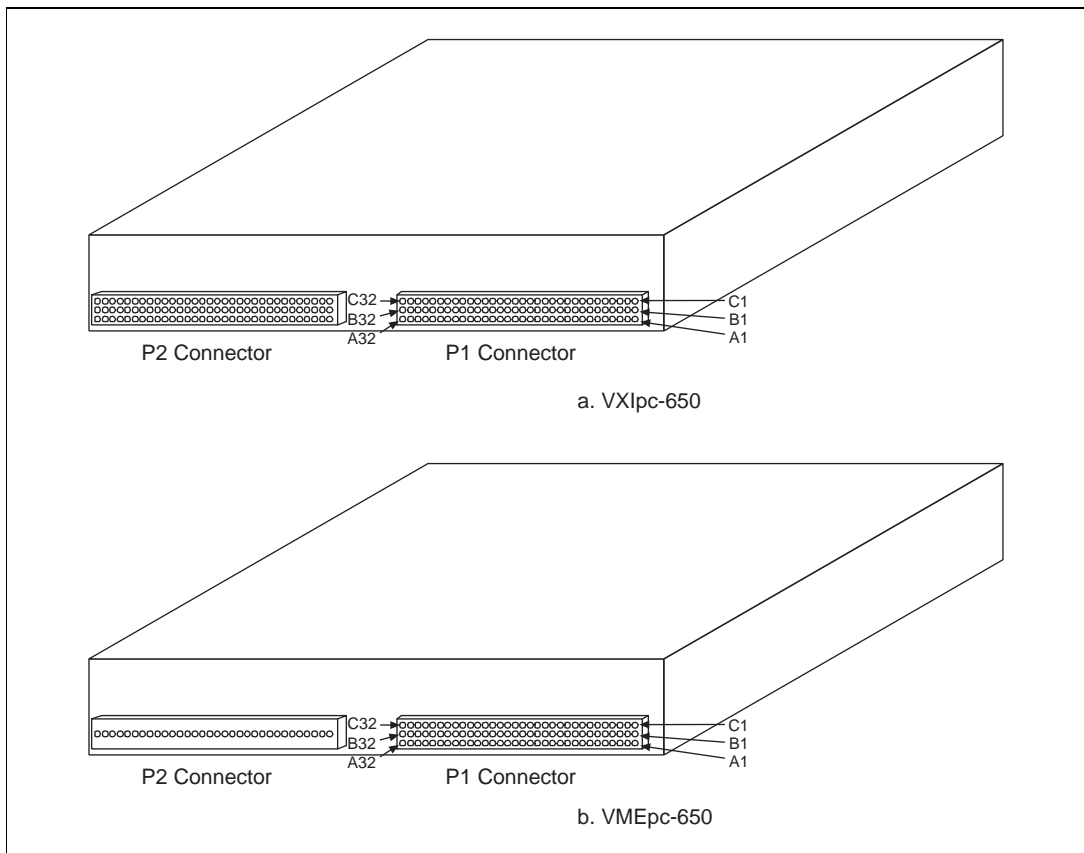 C32
B32
A32
C1
B1
A1
P2 Connector
P1 Connector
a. VXIpc-650
C32
B32
A32
C1
B1
A1
P2 Connector
P1 Connector
b. VMEpc-650